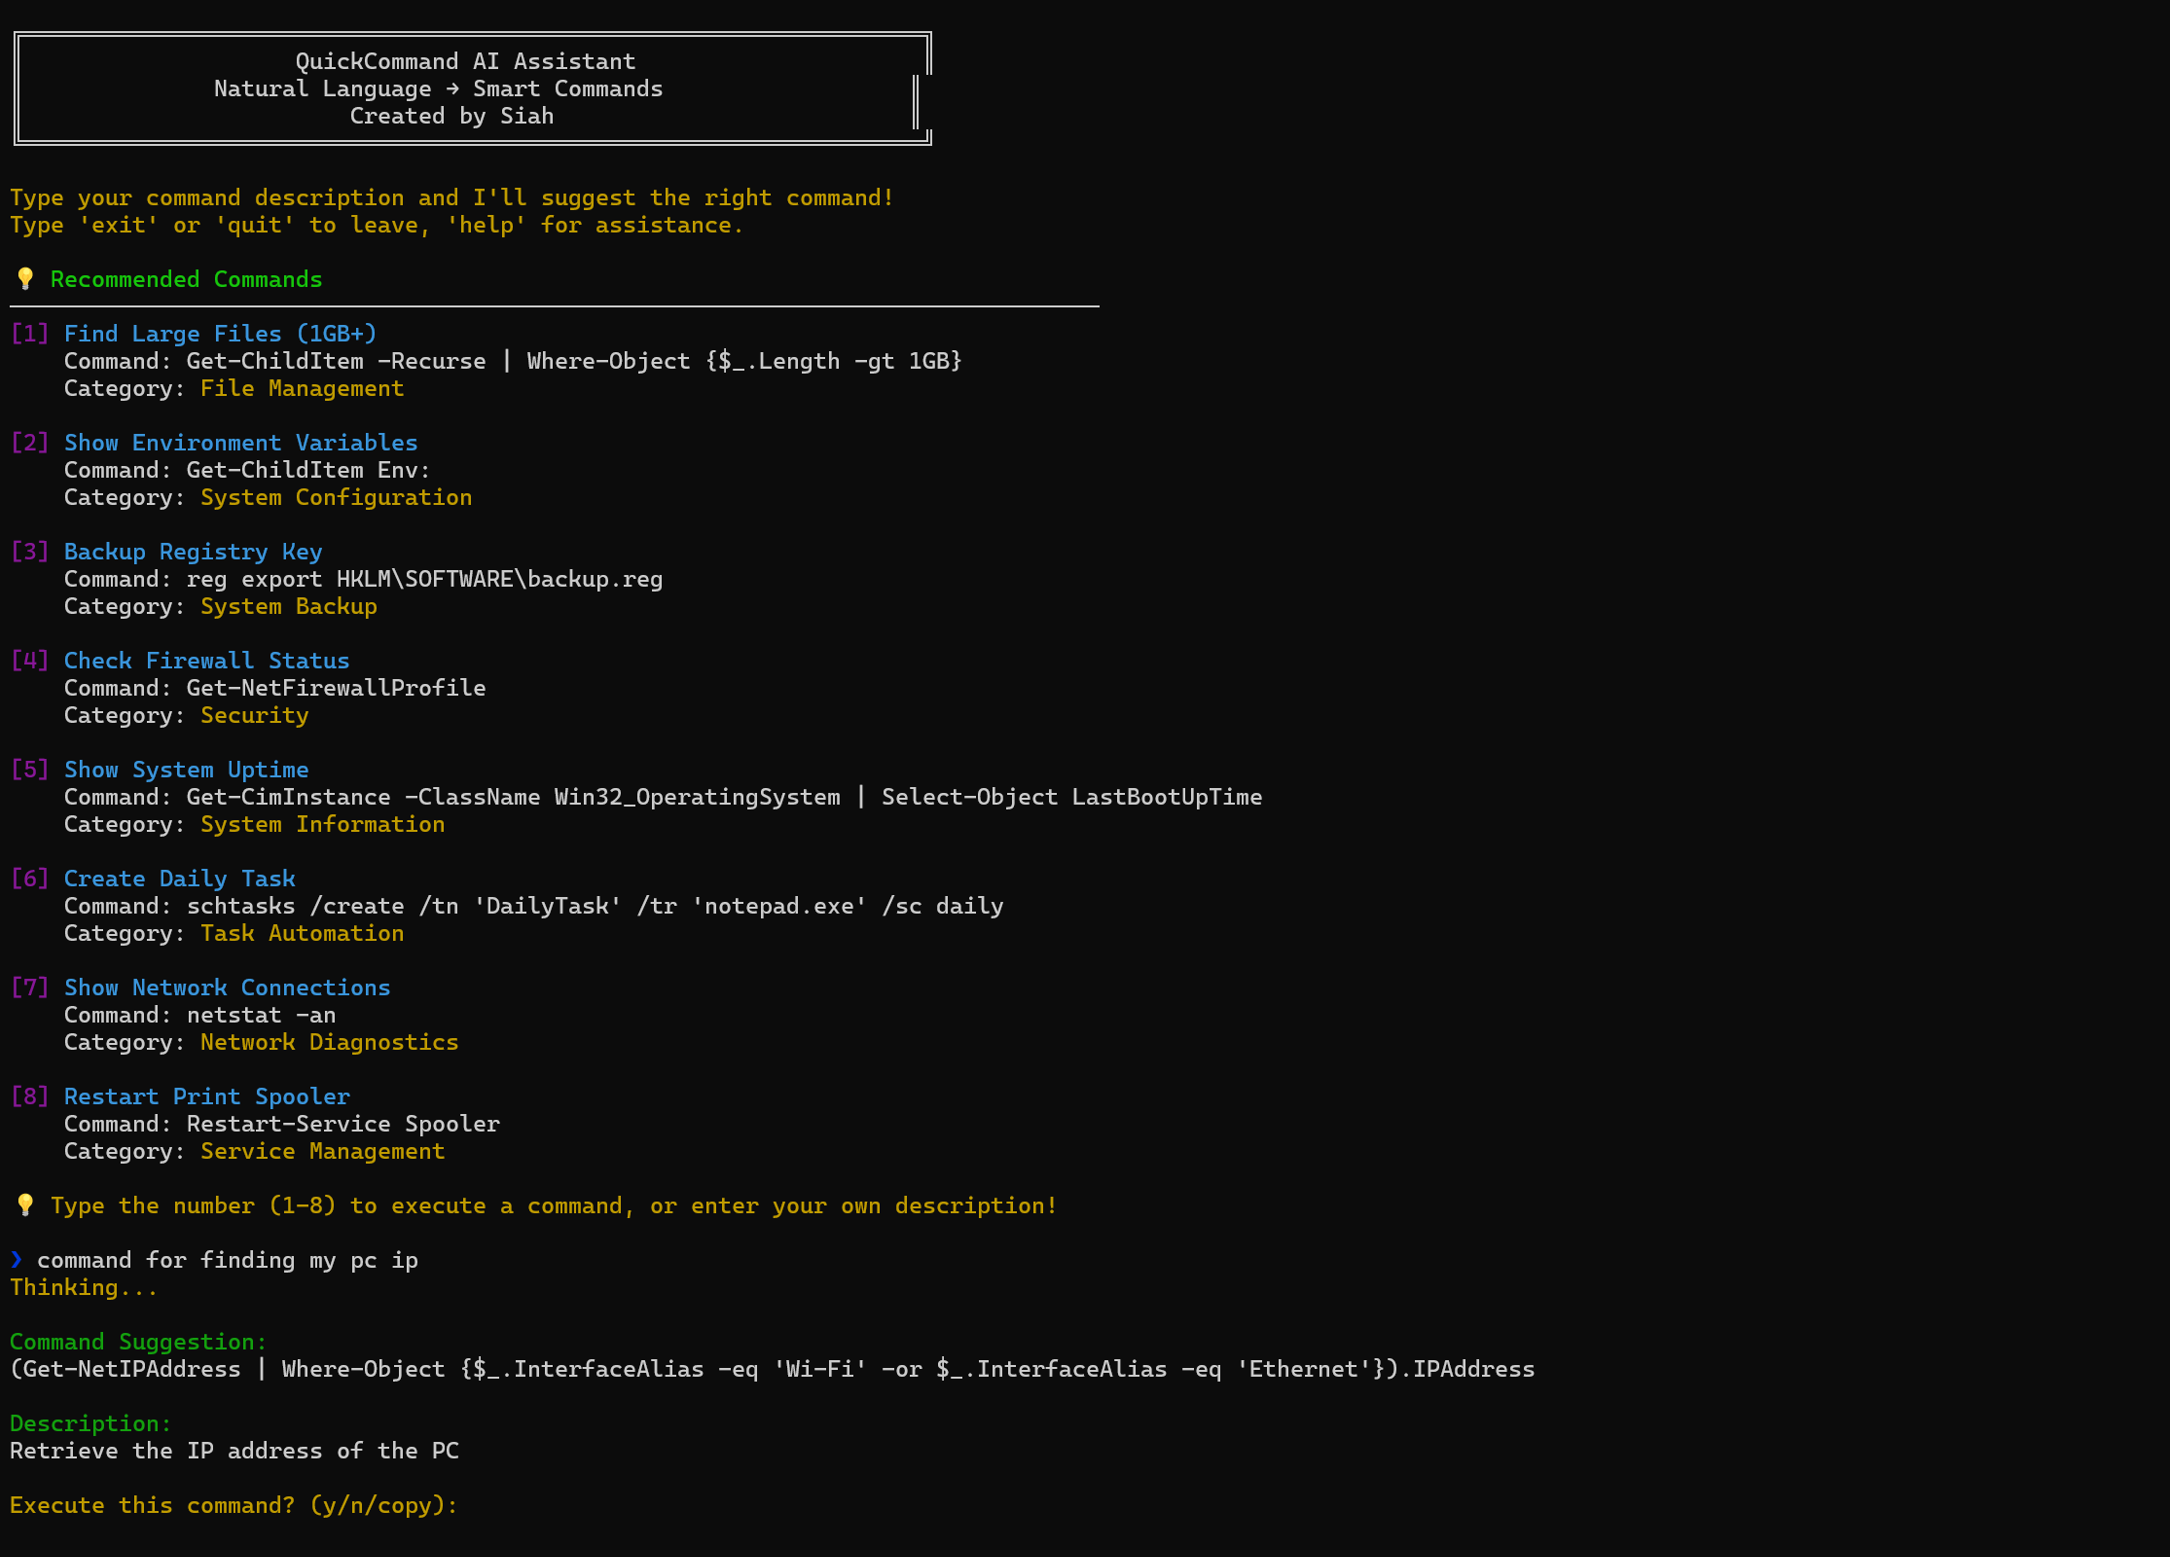 QuickCommand AI Assistant
Natural Language → Smart Commands
Created by Siah
Type your command description and I'll suggest the right command!
Type 'exit' or 'quit' to leave, 'help' for assistance.
💡 Recommended Commands
[1] Find Large Files (1GB+)
Command: Get-ChildItem -Recurse | Where-Object {$_.Length -gt 1GB}
Category: File Management
[2] Show Environment Variables
Command: Get-ChildItem Env:
Category: System Configuration
[3] Backup Registry Key
Command: reg export HKLM\SOFTWARE\backup.reg
Category: System Backup
[4] Check Firewall Status
Command: Get-NetFirewallProfile
Category: Security
[5] Show System Uptime
Command: Get-CimInstance -ClassName Win32_OperatingSystem | Select-Object LastBootUpTime
Category: System Information
[6] Create Daily Task
Command: schtasks /create /tn 'DailyTask' /tr 'notepad.exe' /sc daily
Category: Task Automation
[7] Show Network Connections
Command: netstat -an
Category: Network Diagnostics
[8] Restart Print Spooler
Command: Restart-Service Spooler
Category: Service Management
💡 Type the number (1-8) to execute a command, or enter your own description!
❯ command for finding my pc ip
Thinking...
Command Suggestion:
(Get-NetIPAddress | Where-Object {$_.InterfaceAlias -eq 'Wi-Fi' -or $_.InterfaceAlias -eq 'Ethernet'}).IPAddress
Description:
Retrieve the IP address of the PC
Execute this command? (y/n/copy):